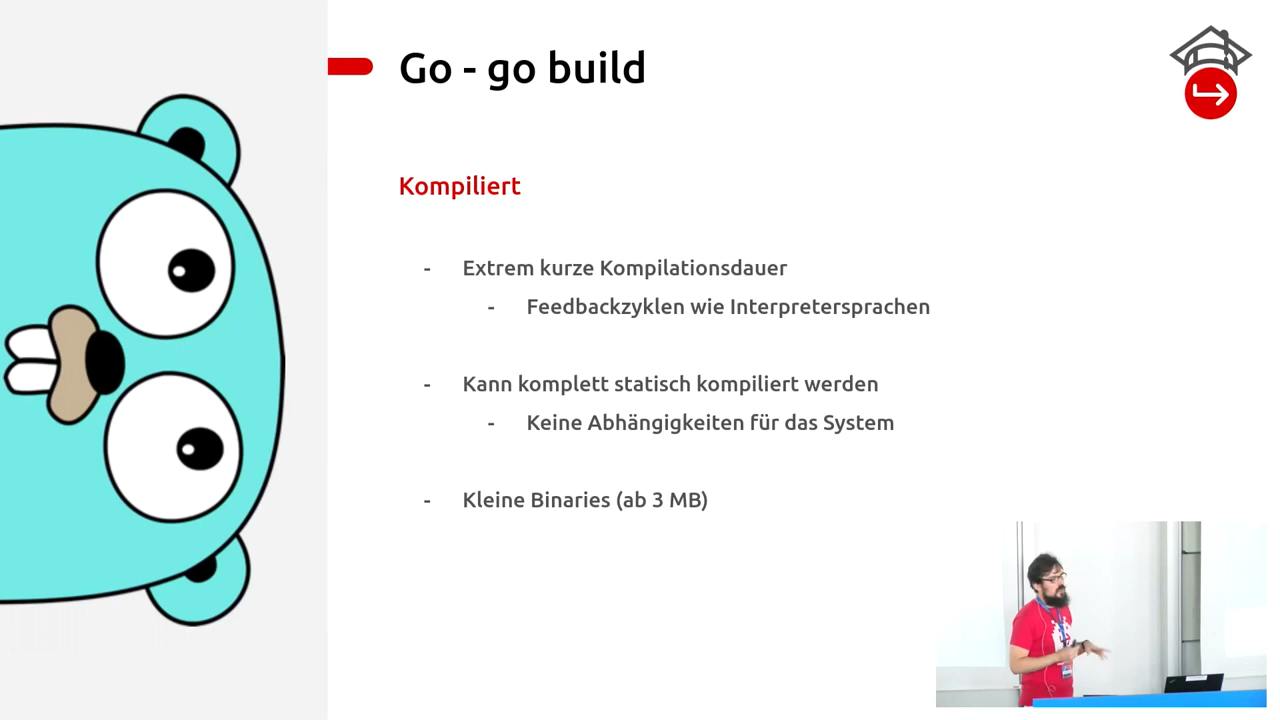 Go - go build
Kompiliert
- Extrem kurze Kompilationsdauer
- Feedbackzyklen wie Interpretersprachen
- Kann komplett statisch kompiliert werden
- Keine Abhängigkeiten für das System
- Kleine Binaries (ab 3 MB)